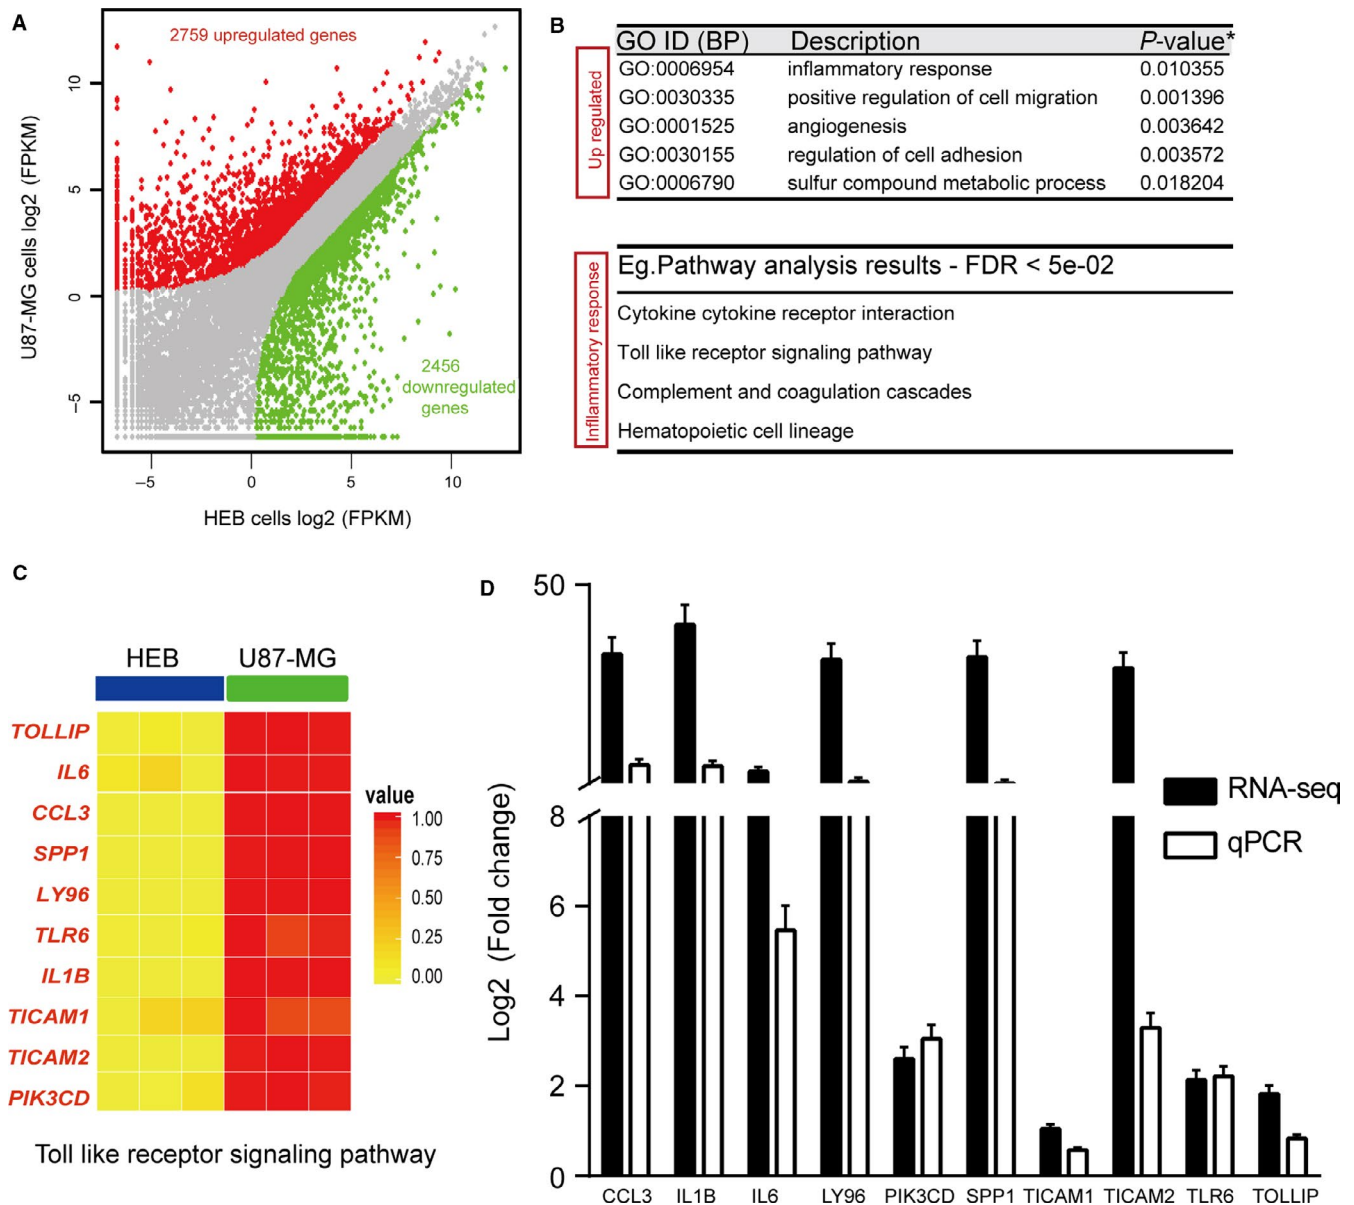 A
2759 upregulated genes
10
5
0
–5
U87-MG cells log2 (FPKM)
2456
downregulated
genes
–5
0
5
10
HEB cells log2 (FPKM)
B
GO ID (BP) Description P-value*
Up regulated
GO:0006954 inflammatory response 0.010355
GO:0030335 positive regulation of cell migration 0.001396
GO:0001525 angiogenesis 0.003642
GO:0030155 regulation of cell adhesion 0.003572
GO:0006790 sulfur compound metabolic process 0.018204
Inflammatory response
Eg.Pathway analysis results - FDR < 5e-02
Cytokine cytokine receptor interaction
Toll like receptor signaling pathway
Complement and coagulation cascades
Hematopoietic cell lineage
C
HEB U87-MG
TOLLIP
IL6
CCL3
SPP1
LY96
TLR6
IL1B
TICAM1
TICAM2
PIK3CD
value
1.00
0.75
0.50
0.25
0.00
Toll like receptor signaling pathway
D
50
8
6
4
2
0
Log2 (Fold change)
RNA-seq
qPCR
CCL3 IL1B IL6 LY96 PIK3CD SPP1 TICAM1 TICAM2 TLR6 TOLLIP